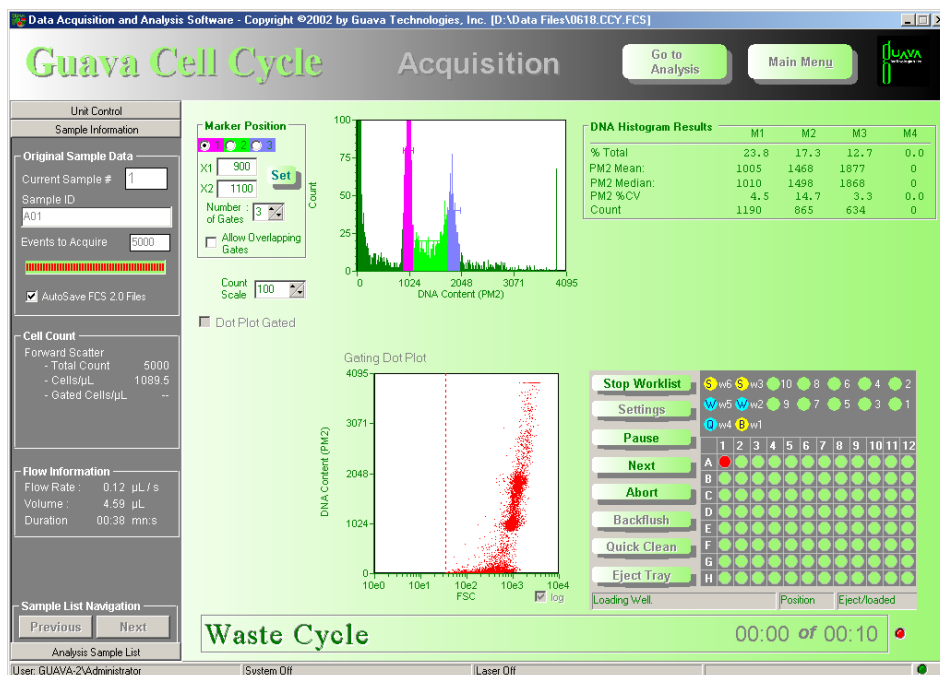 Data Acquisition and Analysis Software - Copyright ©2002 by Guava Technologies, Inc. [D:\Data Files\0618.CCY.FCS]
Guava Cell Cycle
Acquisition
Go to
Analysis
Main Menu
GUAVA
Unit Control
Sample Information
Original Sample Data
Current Sample # 1
Sample ID
A01
Events to Acquire 5000
AutoSave FCS 2.0 Files
Cell Count
Forward Scatter
- Total Count 5000
- Cells/µL 1089.5
- Gated Cells/µL --
Flow Information
Flow Rate : 0.12 µL / s
Volume : 4.59 µL
Duration 00:38 mn:s
Sample List Navigation
Previous Next
Analysis Sample List
Marker Position
1 2 3
X1 900
X2 1100
Set
Number :
of Gates 3
Allow Overlapping
Gates
Count
Scale 100
Dot Plot Gated
100
75
50
25
0
Count
0 1024 2048 3071 4095
DNA Content (PM2)
DNA Histogram Results M1 M2 M3 M4
% Total 23.8 17.3 12.7 0.0
PM2 Mean: 1005 1468 1877 0
PM2 Median: 1010 1498 1868 0
PM2 %CV 4.5 14.7 3.3 0.0
Count 1190 865 634 0
Gating Dot Plot
4095
3071
2048
1024
0
DNA Content (PM2)
10e0 10e1 10e2 10e3 10e4
FSC
log
Stop Worklist
Settings
Pause
Next
Abort
Backflush
Quick Clean
Eject Tray
S w6 S w3 10 8 6 4 2
W w5 W w2 9 7 5 3 1
Q w4 B w1
1 2 3 4 5 6 7 8 9 10 11 12
A
B
C
D
E
F
G
H
Loading Well. Position Eject/loaded
Waste Cycle 00:00 of 00:10
User: GUAVA-2\Administrator System Off Laser Off